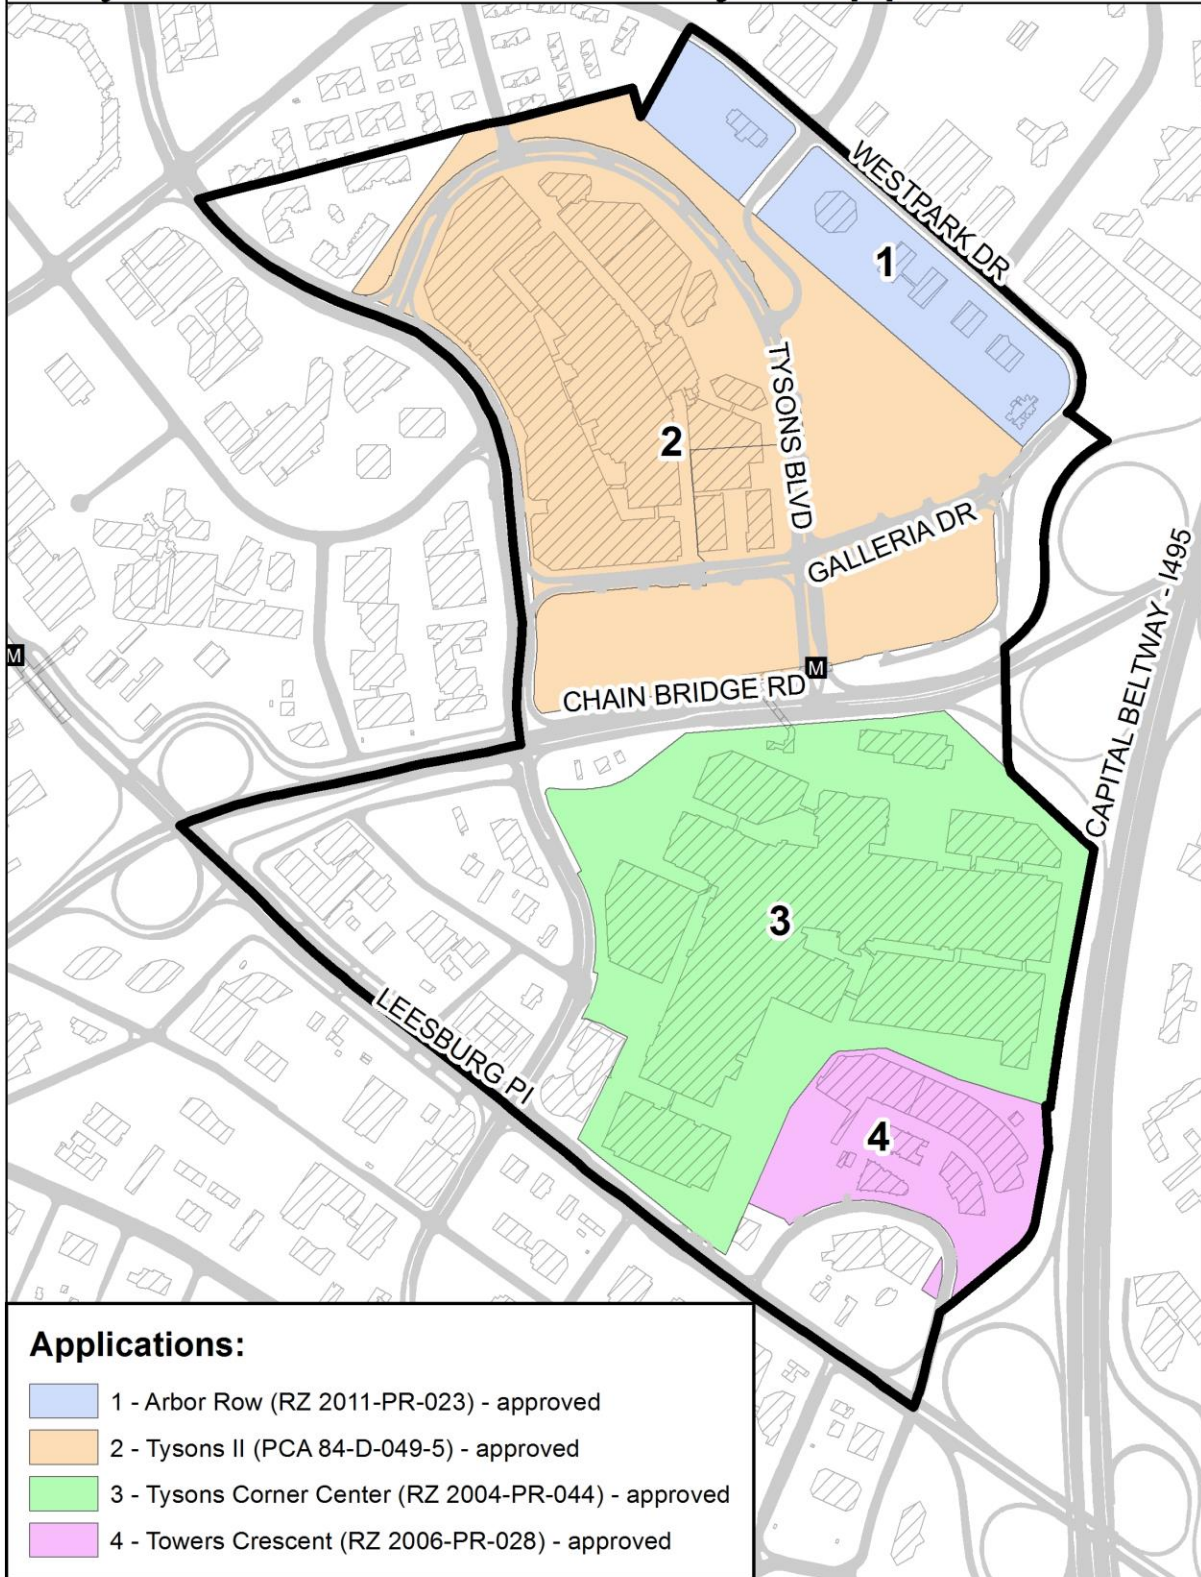 WESTPARK DR
1
TYSONS BLVD
2
GALLERIA DR
M
M
CHAIN BRIDGE RD
CAPITAL BELTWAY - I495
3
LEESBURG PI
4
Applications:
1 - Arbor Row (RZ 2011-PR-023) - approved
2 - Tysons II (PCA 84-D-049-5) - approved
3 - Tysons Corner Center (RZ 2004-PR-044) - approved
4 - Towers Crescent (RZ 2006-PR-028) - approved